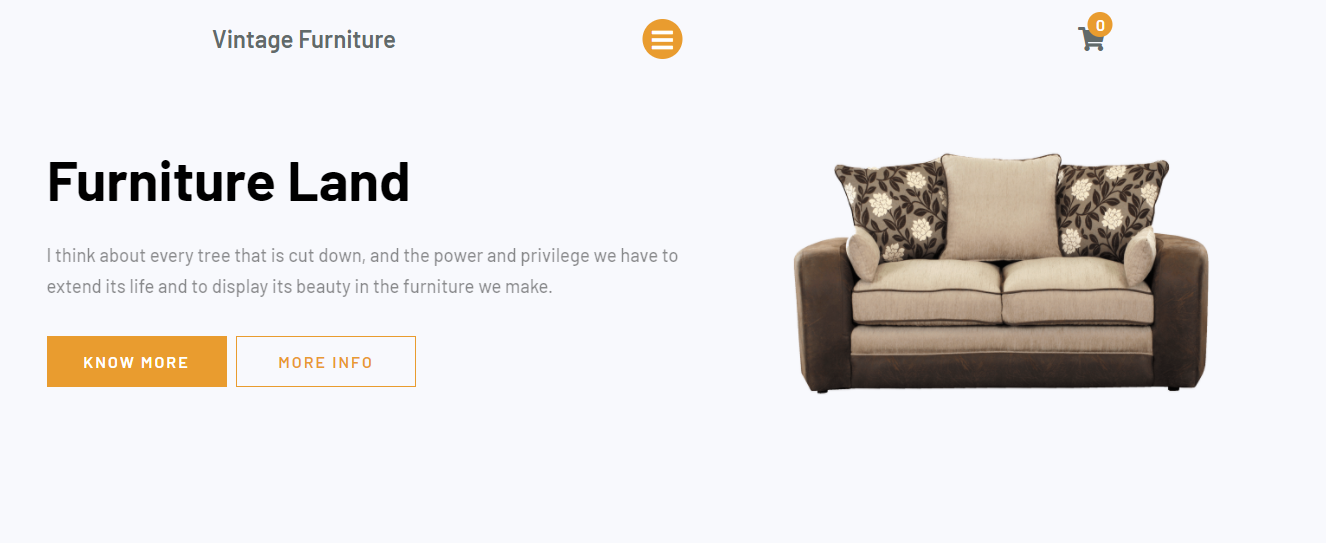 Vintage Furniture
0
Furniture Land
I think about every tree that is cut down, and the power and privilege we have to
extend its life and to display its beauty in the furniture we make.
KNOW MORE
MORE INFO